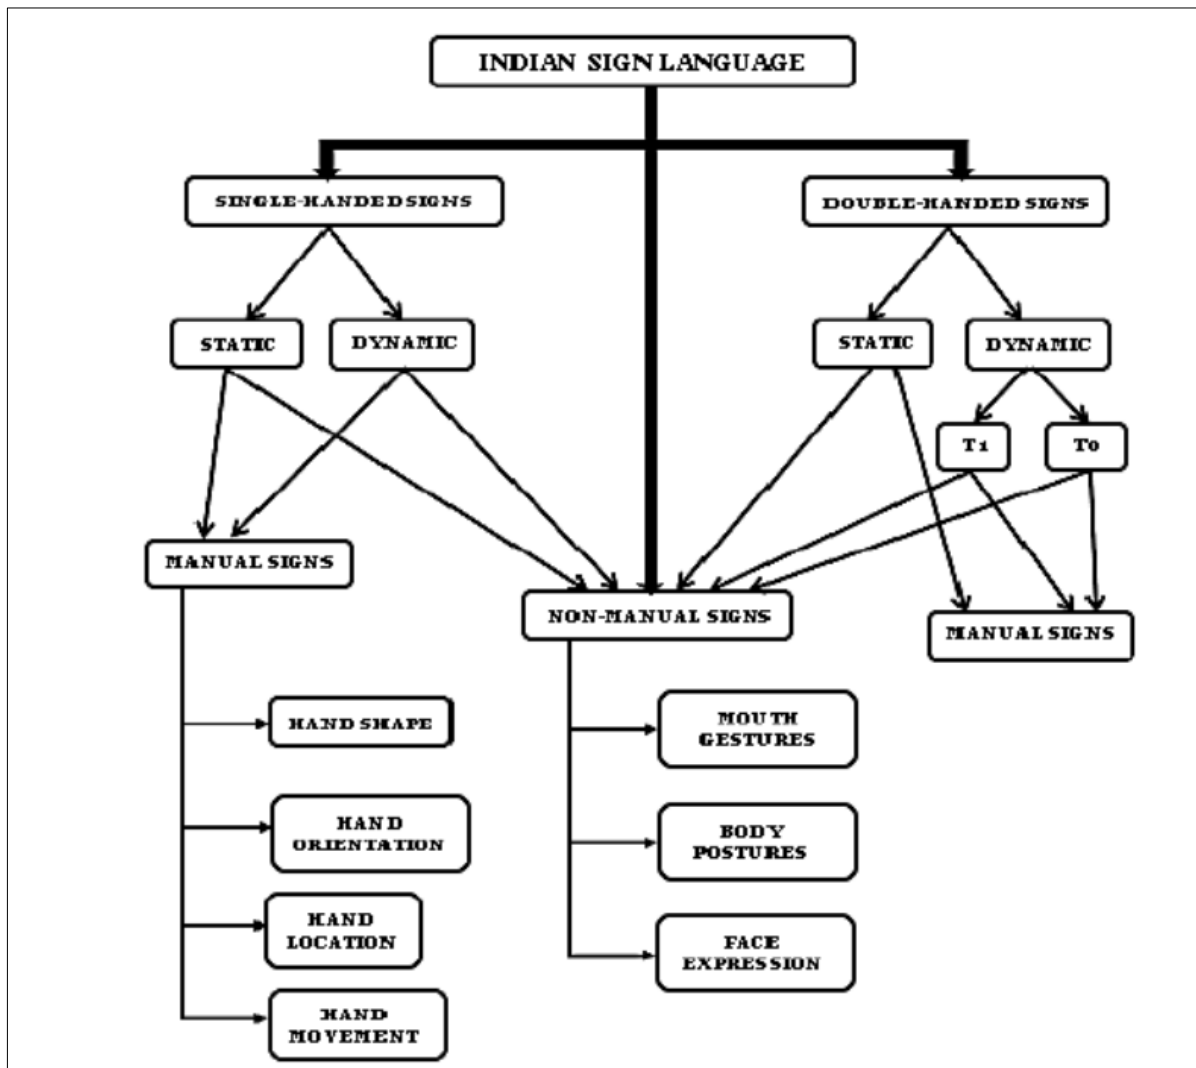 INDIAN SIGN LANGUAGE
SINGLE-HANDED SIGNS
DOUBLE-HANDED SIGNS
STATIC
DYNAMIC
STATIC
DYNAMIC
T1
T0
MANUAL SIGNS
NON-MANUAL SIGNS
MANUAL SIGNS
HAND SHAPE
HAND
ORIENTATION
HAND
LOCATION
HAND
MOVEMENT
MOUTH
GESTURES
BODY
POSTURES
FACE
EXPRESSION